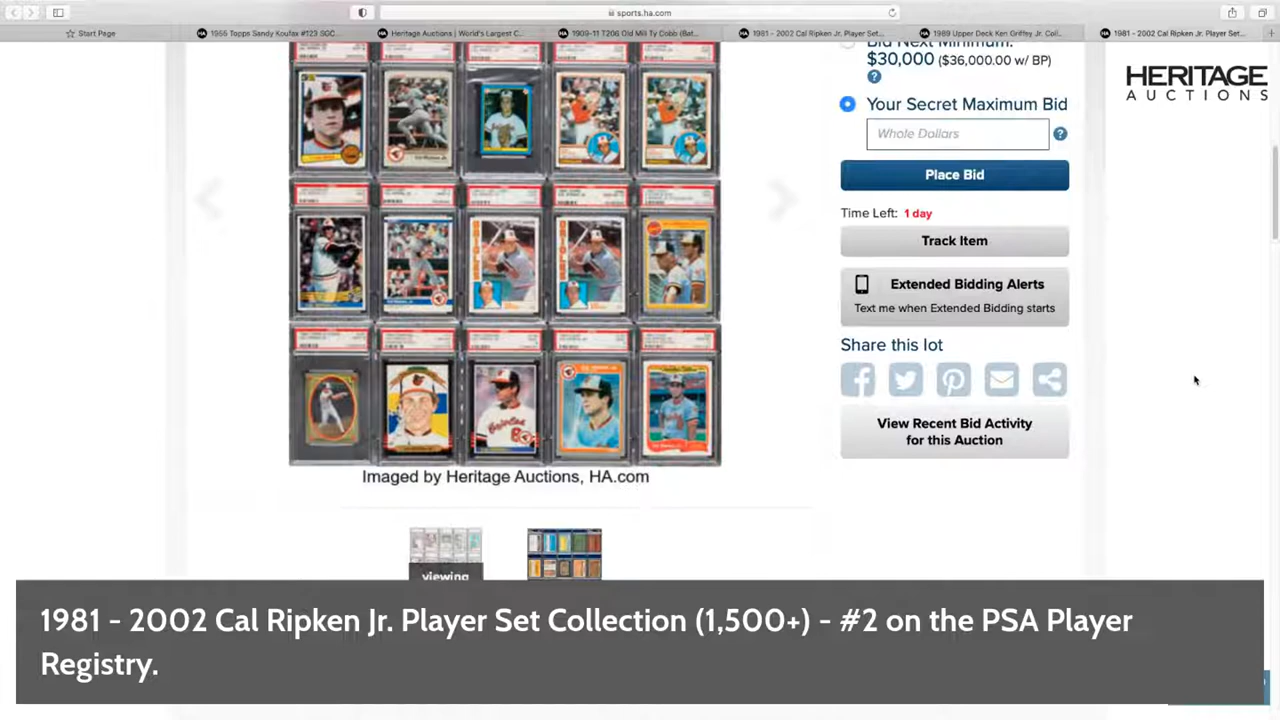 sports.ha.com
Start Page
1955 Topps Sandy Koufax #123 SGC...
Heritage Auctions | World's Largest C...
1909-11 T206 Old Mill Ty Cobb (Bat...
1981 - 2002 Cal Ripken Jr. Player Set...
1989 Upper Deck Ken Griffey Jr. Coll...
1981 - 2002 Cal Ripken Jr. Player Set...
Bid Next Minimum:
$30,000 ($36,000.00 w/ BP)
?
HERITAGE
AUCTIONS
Your Secret Maximum Bid
Whole Dollars
?
Place Bid
Time Left: 1 day
Track Item
Extended Bidding Alerts
Text me when Extended Bidding starts
Share this lot
View Recent Bid Activity
for this Auction
ORIOLES
ORIOLES
Imaged by Heritage Auctions, HA.com
viewing
1981 - 2002 Cal Ripken Jr. Player Set Collection (1,500+) - #2 on the PSA Player
Registry.